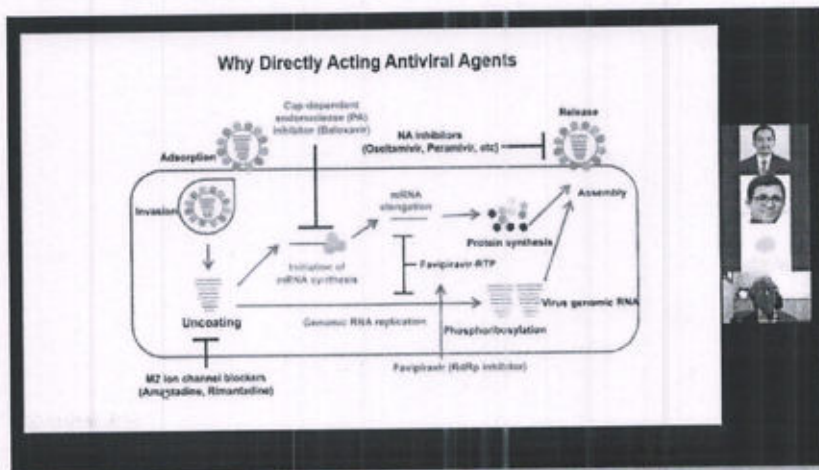 Why Directly Acting Antiviral Agents
Cap-dependent
endonuclease (PA)
inhibitor (Baloxavir)
NA inhibitors
(Oseltamivir, Peramivir, etc)
Release
Adsorption
Invasion
mRNA
elongation
Assembly
Protein synthesis
Initiation of
mRNA synthesis
Favipiravir-RTP
Uncoating
Genomic RNA replication
Virus genomic RNA
Phosphoribosylation
M2 ion channel blockers
(Amantadine, Rimantadine)
Favipiravir (RdRp inhibitor)